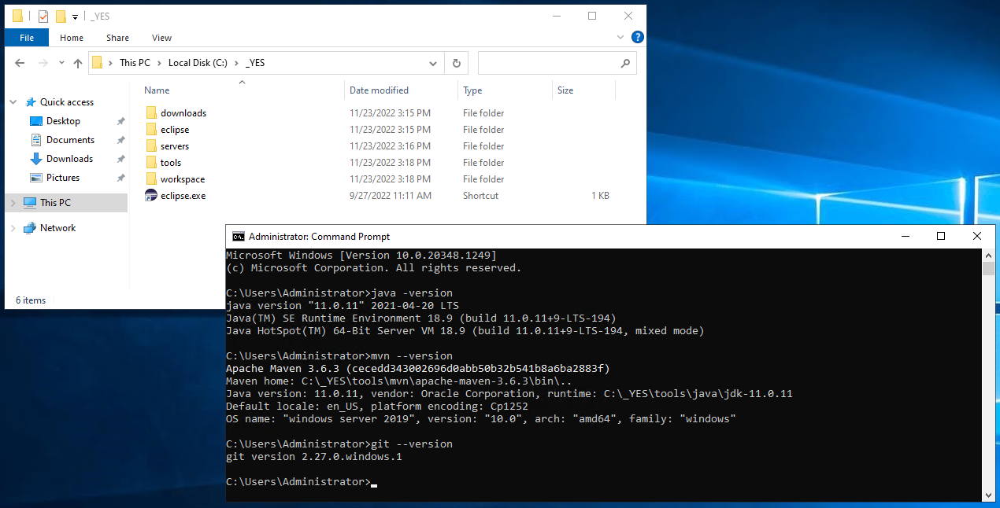 _YES
File Home Share View
This PC Local Disk (C:) _YES
Name Date modified Type Size
Quick access
Desktop
Documents
Downloads
Pictures
This PC
Network
downloads 11/23/2022 3:15 PM File folder
eclipse 11/23/2022 3:15 PM File folder
servers 11/23/2022 3:16 PM File folder
tools 11/23/2022 3:18 PM File folder
workspace 11/23/2022 3:18 PM File folder
eclipse.exe 9/27/2022 11:11 AM Shortcut 1 KB
6 items
Administrator: Command Prompt
Microsoft Windows [Version 10.0.20348.1249]
(c) Microsoft Corporation. All rights reserved.
C:\Users\Administrator>java -version
java version "11.0.11" 2021-04-20 LTS
Java(TM) SE Runtime Environment 18.9 (build 11.0.11+9-LTS-194)
Java HotSpot(TM) 64-Bit Server VM 18.9 (build 11.0.11+9-LTS-194, mixed mode)
C:\Users\Administrator>mvn --version
Apache Maven 3.6.3 (cecedd343002696d0abb50b32b541b8a6ba2883f)
Maven home: C:\_YES\tools\mvn\apache-maven-3.6.3\bin\..
Java version: 11.0.11, vendor: Oracle Corporation, runtime: C:\_YES\tools\java\jdk-11.0.11
Default locale: en_US, platform encoding: Cp1252
OS name: "windows server 2019", version: "10.0", arch: "amd64", family: "windows"
C:\Users\Administrator>git --version
git version 2.27.0.windows.1
C:\Users\Administrator>